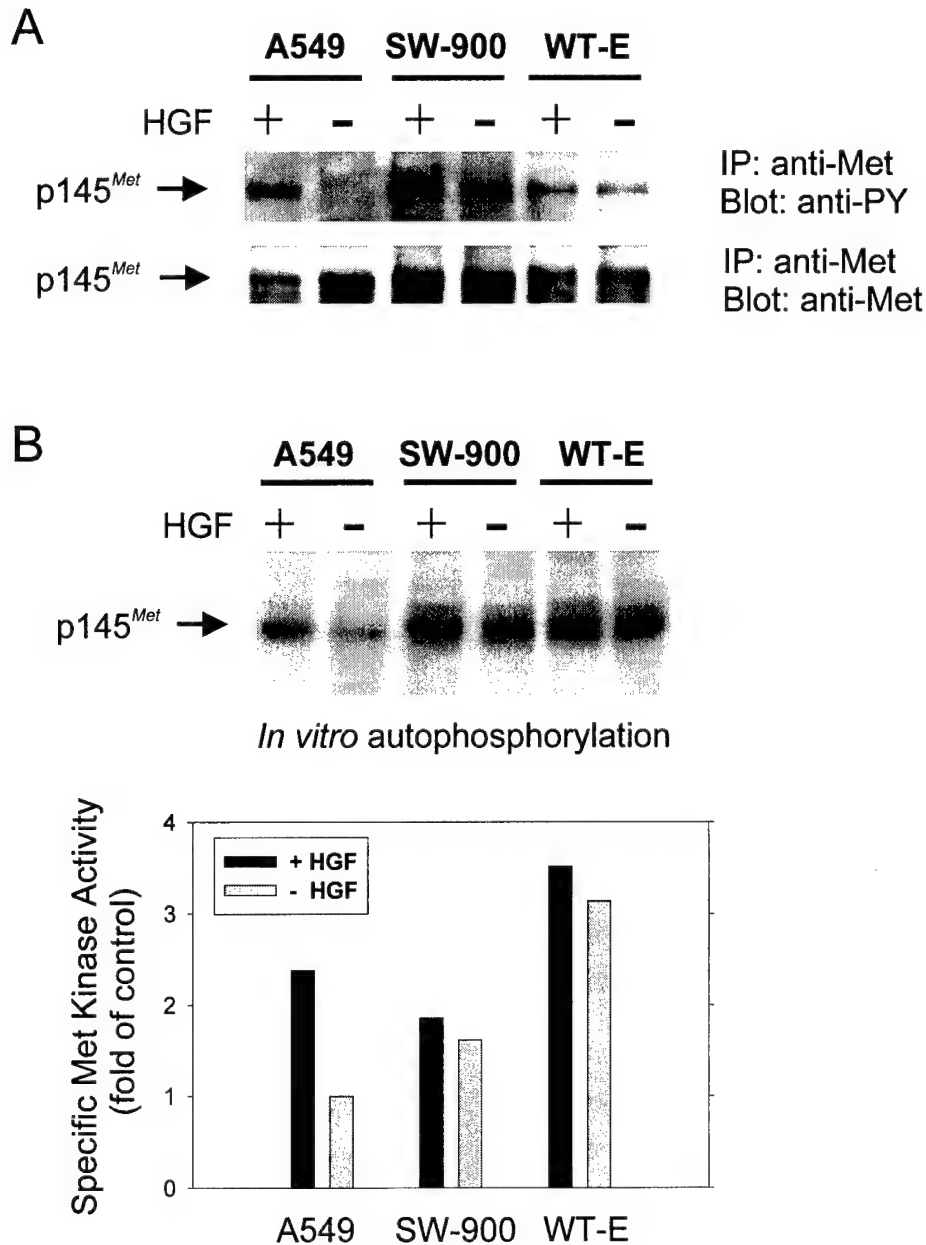 A
A549 SW-900 WT-E
HGF + - + - + -
p145Met IP: anti-Met
Blot: anti-PY
p145Met IP: anti-Met
Blot: anti-Met
B
A549 SW-900 WT-E
HGF + - + - + -
p145Met
In vitro autophosphorylation
Specific Met Kinase Activity
(fold of control)
4
3
2
1
0
+ HGF
- HGF
A549 SW-900 WT-E